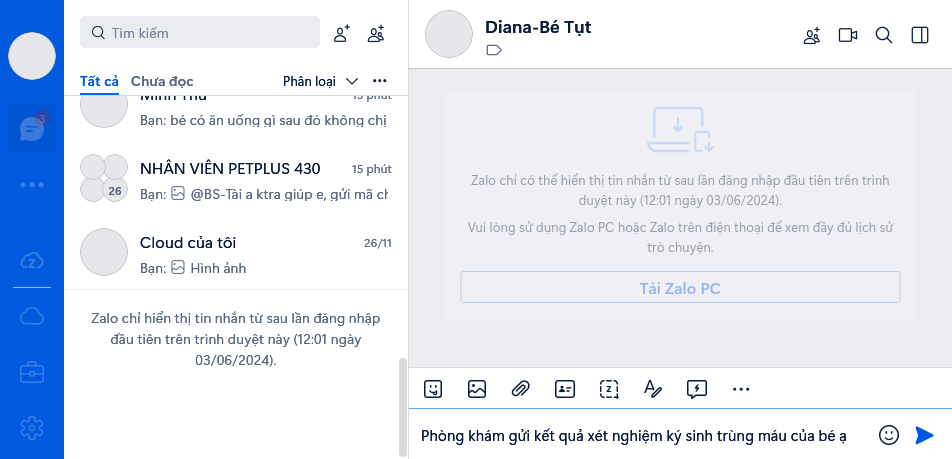 Tìm kiếm
Tất cả
Chưa đọc
Phân loại
Minh Thư
15 phút
Bạn: bé có ăn uống gì sau đó không chị
NHÂN VIÊN PETPLUS 430
15 phút
26
Bạn: @BS-Tài a ktra giúp e, gửi mã ch
Cloud của tôi
26/11
Bạn: Hình ảnh
Zalo chỉ hiển thị tin nhắn từ sau lần đăng nhập
đầu tiên trên trình duyệt này (12:01 ngày
03/06/2024).
3
Diana-Bé Tụt
Zalo chỉ có thể hiển thị tin nhắn từ sau lần đăng nhập đầu tiên trên trình
duyệt này (12:01 ngày 03/06/2024).
Vui lòng sử dụng Zalo PC hoặc Zalo trên điện thoại để xem đầy đủ lịch sử
trò chuyện.
Tải Zalo PC
Phòng khám gửi kết quả xét nghiệm ký sinh trùng máu của bé ạ